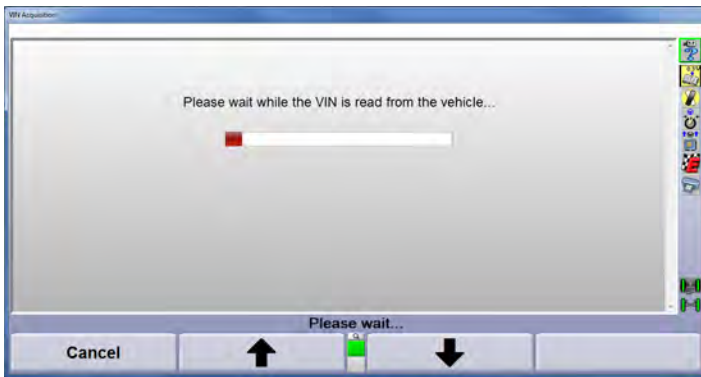 VIN Acquisition
Please wait while the VIN is read from the vehicle...
Please wait...
Cancel